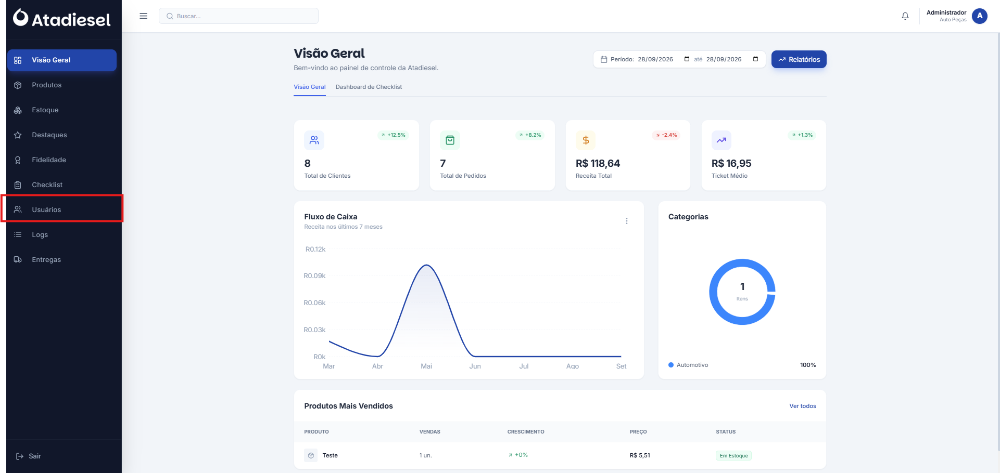 Atadiesel
Visão Geral
Produtos
Estoque
Destaques
Fidelidade
Checklist
Usuários
Logs
Entregas
Sair
Buscar...
Administrador
Auto Peças
A
Visão Geral
Bem-vindo ao painel de controle da Atadiesel.
Período: 28/09/2026 até 28/09/2026
Relatórios
Visão Geral Dashboard de Checklist
+12.5%
8
Total de Clientes
+8.2%
7
Total de Pedidos
-2.4%
R$ 118,64
Receita Total
+1.3%
R$ 16,95
Ticket Médio
Fluxo de Caixa
Receita nos últimos 7 meses
R0.12k
R0.09k
R0.06k
R0.03k
R0k
Mar Abr Mai Jun Jul Ago Set
Categorias
1
Itens
Automotivo 100%
Produtos Mais Vendidos
Ver todos
PRODUTO VENDAS CRESCIMENTO PREÇO STATUS
Teste 1 un. +0% R$ 5,51 Em Estoque